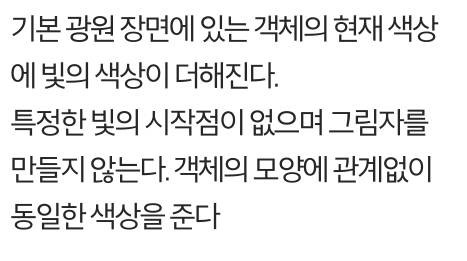 기본 광원 장면에 있는 객체의 현재 색상
에 빛의 색상이 더해진다.
특정한 빛의 시작점이 없으며 그림자를
만들지 않는다. 객체의 모양에 관계없이
동일한 색상을 준다